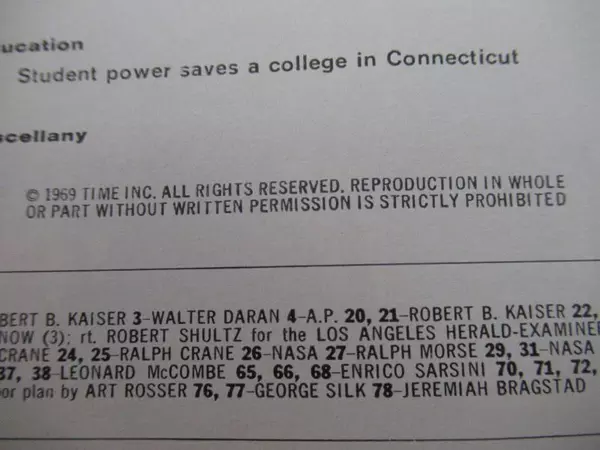 ucation
Student power saves a college in Connecticut
scellany
© 1969 TIME INC. ALL RIGHTS RESERVED. REPRODUCTION IN WHOLE
OR PART WITHOUT WRITTEN PERMISSION IS STRICTLY PROHIBITED
BERT B. KAISER 3–WALTER DARAN 4–A.P. 20, 21–ROBERT B. KAISER 22,
NOW (3); rt. ROBERT SHULTZ for the LOS ANGELES HERALD-EXAMINE
CRANE 24, 25–RALPH CRANE 26–NASA 27–RALPH MORSE 29, 31–NASA
37, 38–LEONARD McCOMBE 65, 66, 68–ENRICO SARSINI 70, 71, 72,
or plan by ART ROSSER 76, 77–GEORGE SILK 78–JEREMIAH BRAGSTAD